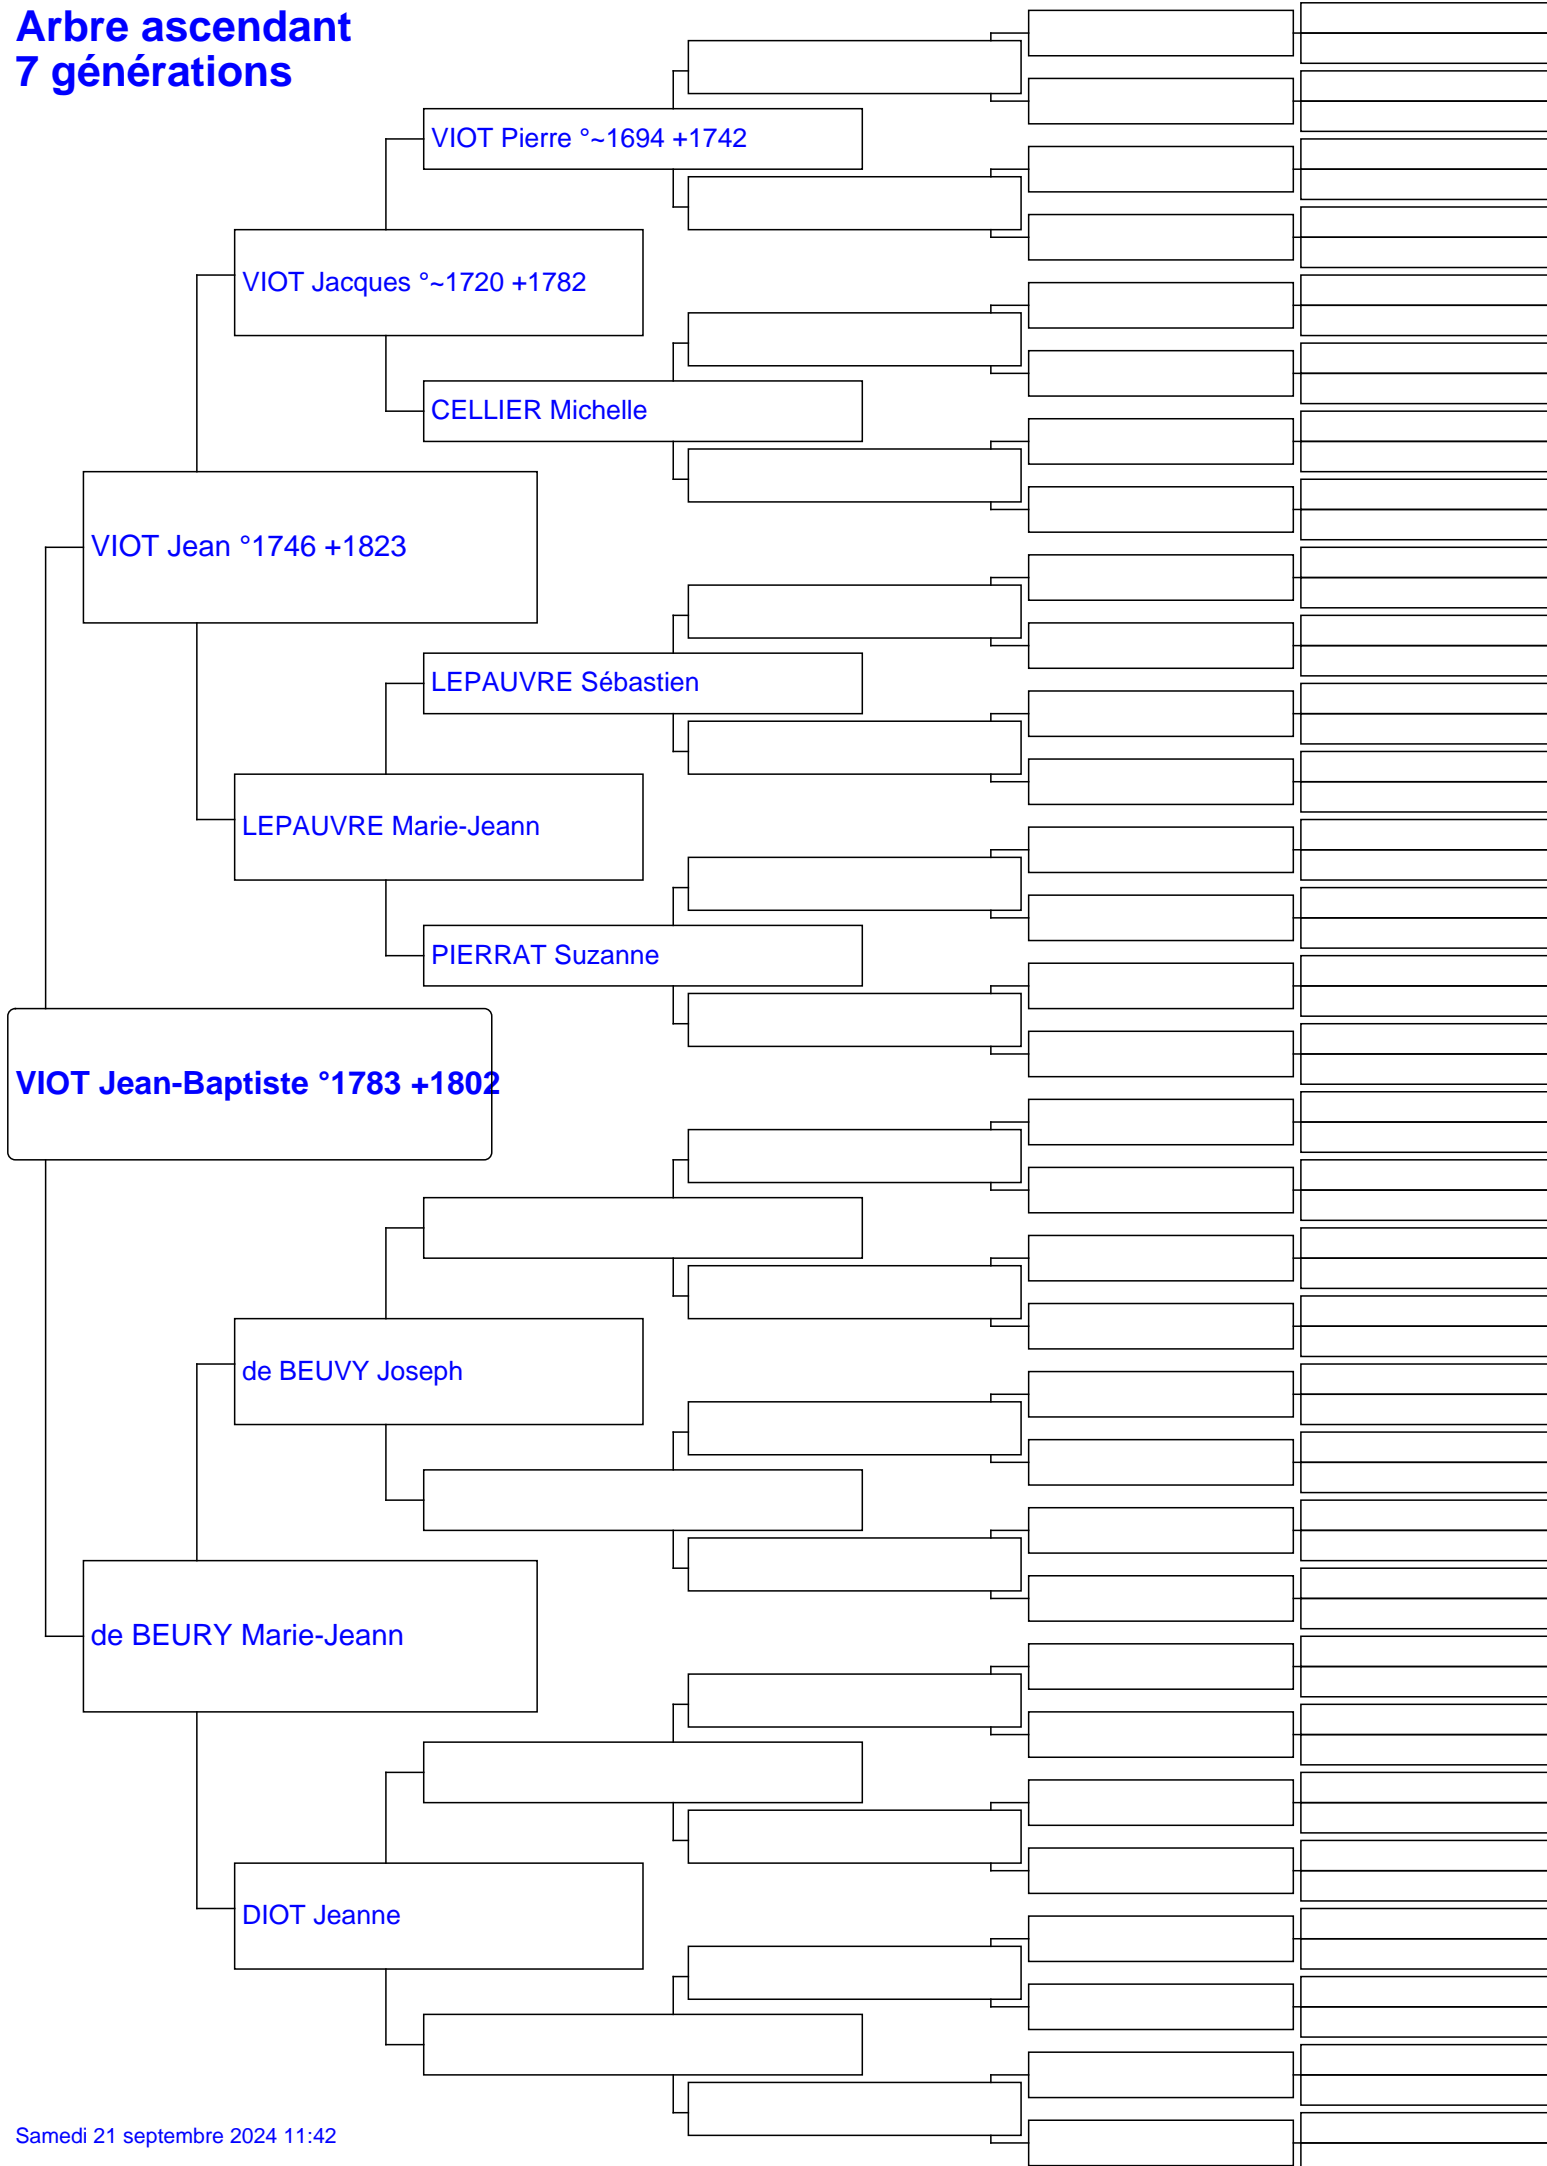 Arbre ascendant
7 générations
VIOT Pierre °~1694 +1742
VIOT Jacques °~1720 +1782
CELLIER Michelle
VIOT Jean °1746 +1823
LEPAUVRE Sébastien
LEPAUVRE Marie-Jeann
PIERRAT Suzanne
VIOT Jean-Baptiste °1783 +1802
de BEUVY Joseph
de BEURY Marie-Jeann
DIOT Jeanne
Samedi 21 septembre 2024 11:42